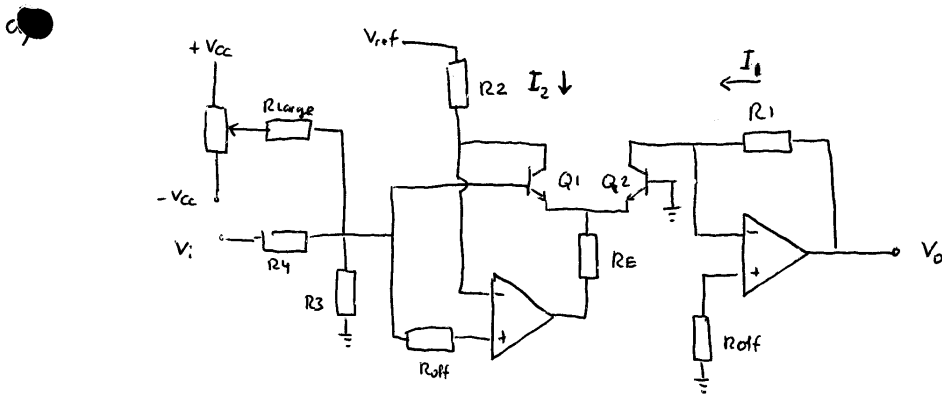 c)
+ Vcc
Vref
R2
I2 ↓
I1
←
R1
RLarge
Q1
Q2
- Vcc
Vi
R4
RE
Vo
R3
-
+
-
+
Roff
Roff